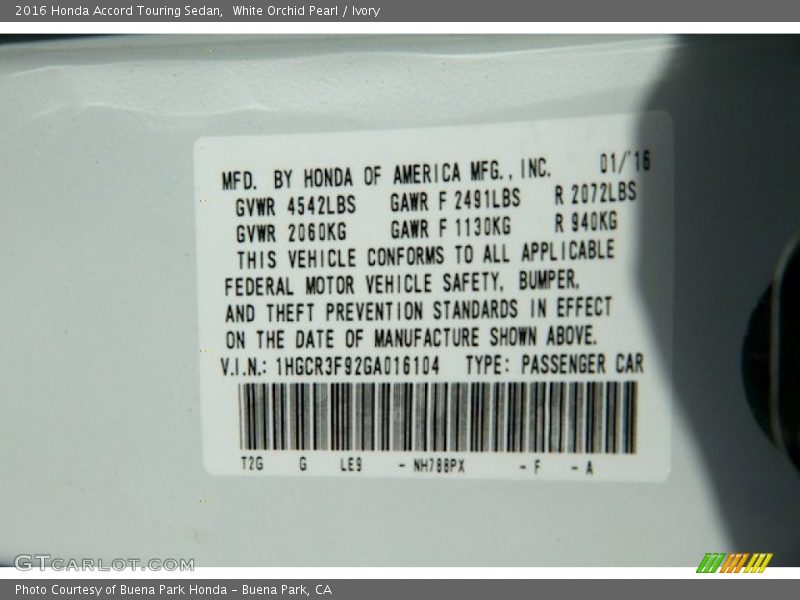 2016 Honda Accord Touring Sedan,  White Orchid Pearl / Ivory
MFD. BY HONDA OF AMERICA MFG., INC. 01/'16
GVWR 4542LBS GAWR F 2491LBS R 2072LBS
GVWR 2060KG GAWR F 1130KG R 940KG
THIS VEHICLE CONFORMS TO ALL APPLICABLE
FEDERAL MOTOR VEHICLE SAFETY, BUMPER,
AND THEFT PREVENTION STANDARDS IN EFFECT
ON THE DATE OF MANUFACTURE SHOWN ABOVE.
V.I.N.: 1HGCR3F92GA016104 TYPE: PASSENGER CAR
T2G G LE9 - NH788PX - F - A
GTCARLOT.COM
Photo Courtesy of Buena Park Honda - Buena Park, CA